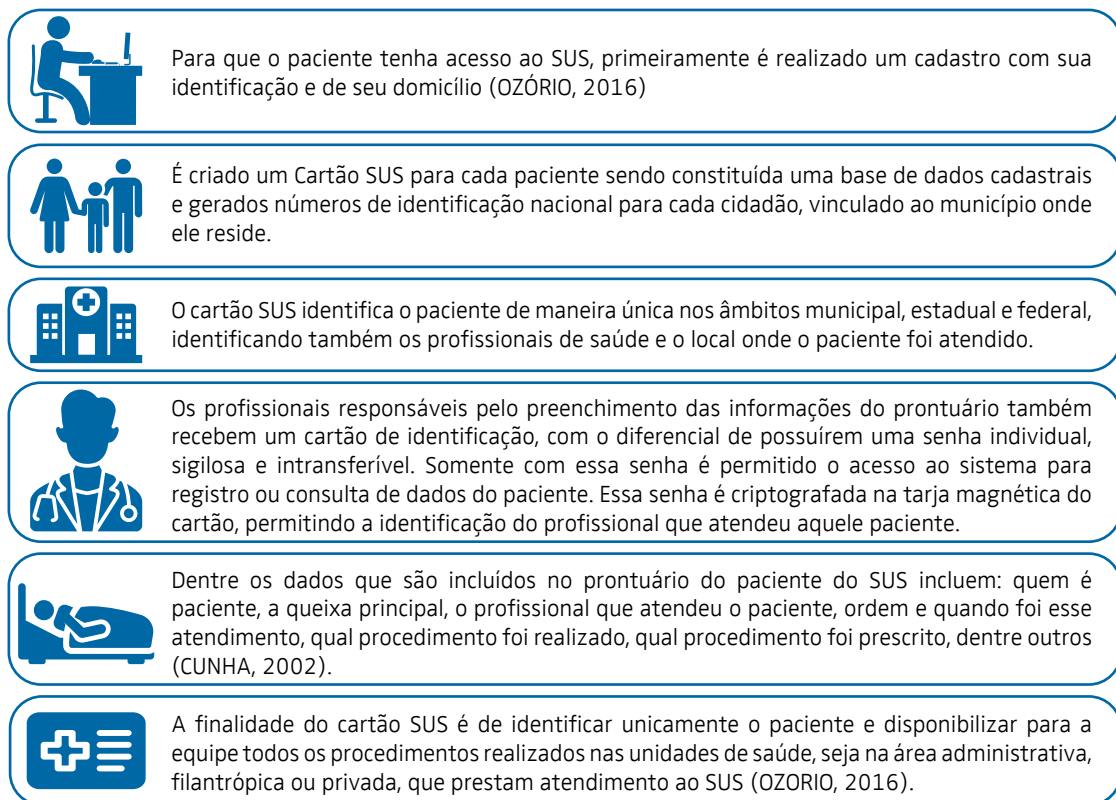 Para que o paciente tenha acesso ao SUS, primeiramente é realizado um cadastro com sua
identificação e de seu domicílio (OZÓRIO, 2016)
É criado um Cartão SUS para cada paciente sendo constituída uma base de dados cadastrais
e gerados números de identificação nacional para cada cidadão, vinculado ao município onde
ele reside.
O cartão SUS identifica o paciente de maneira única nos âmbitos municipal, estadual e federal,
identificando também os profissionais de saúde e o local onde o paciente foi atendido.
Os profissionais responsáveis pelo preenchimento das informações do prontuário também
recebem um cartão de identificação, com o diferencial de possuírem uma senha individual,
sigilosa e intransferível. Somente com essa senha é permitido o acesso ao sistema para
registro ou consulta de dados do paciente. Essa senha é criptografada na tarja magnética do
cartão, permitindo a identificação do profissional que atendeu aquele paciente.
Dentre os dados que são incluídos no prontuário do paciente do SUS incluem: quem é
paciente, a queixa principal, o profissional que atendeu o paciente, ordem e quando foi esse
atendimento, qual procedimento foi realizado, qual procedimento foi prescrito, dentre outros
(CUNHA, 2002).
A finalidade do cartão SUS é de identificar unicamente o paciente e disponibilizar para a
equipe todos os procedimentos realizados nas unidades de saúde, seja na área administrativa,
filantrópica ou privada, que prestam atendimento ao SUS (OZORIO, 2016).